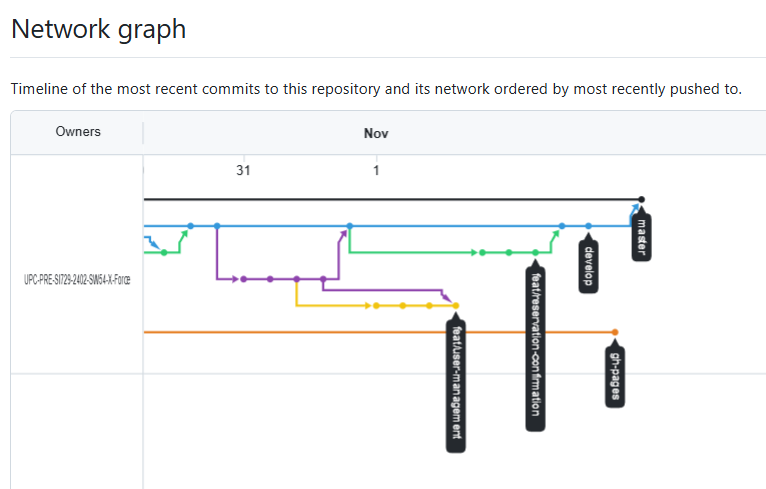 Network graph
Timeline of the most recent commits to this repository and its network ordered by most recently pushed to.
Owners
Nov
31
1
UPC-PRE-SI729-2402-SW54-X-Force
master
develop
feat/reservation-confirmation
feat/user-management
gh-pages